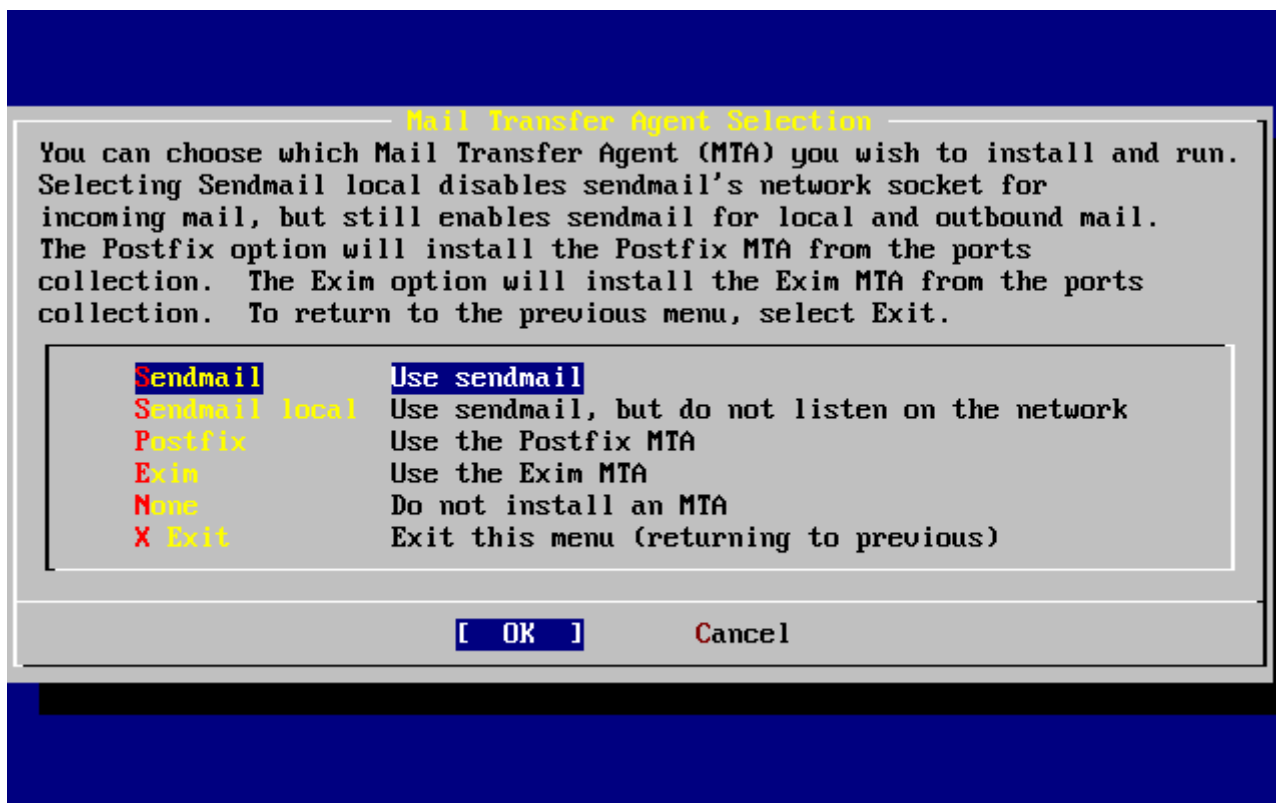 Mail Transfer Agent Selection
You can choose which Mail Transfer Agent (MTA) you wish to install and run.
Selecting Sendmail local disables sendmail's network socket for
incoming mail, but still enables sendmail for local and outbound mail.
The Postfix option will install the Postfix MTA from the ports
collection.  The Exim option will install the Exim MTA from the ports
collection.  To return to the previous menu, select Exit.
Sendmail Use sendmail
Sendmail local Use sendmail, but do not listen on the network
Postfix Use the Postfix MTA
Exim Use the Exim MTA
None Do not install an MTA
X Exit Exit this menu (returning to previous)
[ OK ] Cancel